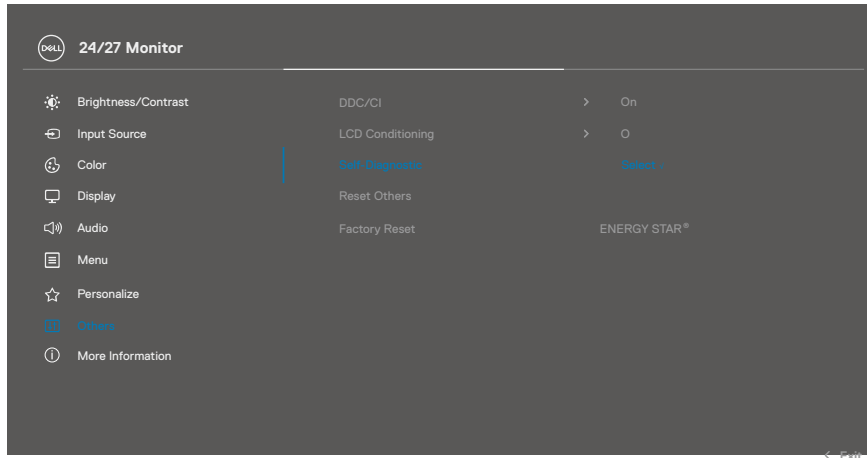 DELL 24/27 Monitor
Brightness/Contrast DDC/CI > On
Input Source LCD Conditioning > O
Color Self-Diagnostic Select >
Display Reset Others
Audio Factory Reset ENERGY STAR®
Menu
Personalize
Others
More Information
< Exit